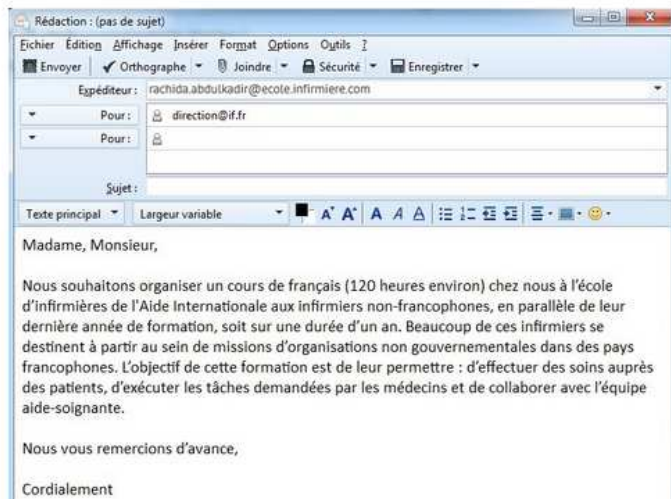 Rédaction : (pas de sujet)
Fichier Édition Affichage Insérer Format Options Outils ?
Envoyer Orthographe Joindre Sécurité Enregistrer
Expéditeur : rachida.abdulkadir@ecole.infirmiere.com
Pour : direction@if.fr
Pour :
Sujet :
Texte principal Largeur variable A A A A A
Madame, Monsieur,
Nous souhaitons organiser un cours de français (120 heures environ) chez nous à l'école
d'infirmières de l'Aide Internationale aux infirmiers non-francophones, en parallèle de leur
dernière année de formation, soit sur une durée d'un an. Beaucoup de ces infirmiers se
destinent à partir au sein de missions d'organisations non gouvernementales dans des pays
francophones. L'objectif de cette formation est de leur permettre : d'effectuer des soins auprès
des patients, d'exécuter les tâches demandées par les médecins et de collaborer avec l'équipe
aide-soignante.
Nous vous remercions d'avance,
Cordialement